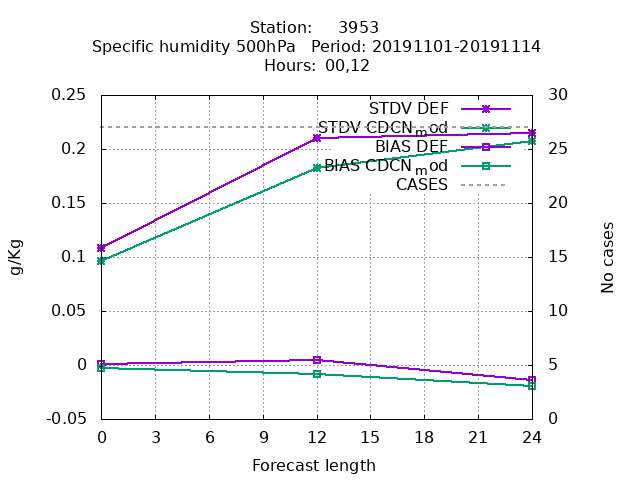 Station: 3953
Specific humidity 500hPa Period: 20191101-20191114
Hours: 00,12
0.25
0.2
0.15
0.1
0.05
0
-0.05
g/Kg
STDV DEF
STDV CDCNmod
BIAS DEF
BIAS CDCNmod
CASES
30
25
20
15
10
5
0
No cases
0 3 6 9 12 15 18 21 24
Forecast length